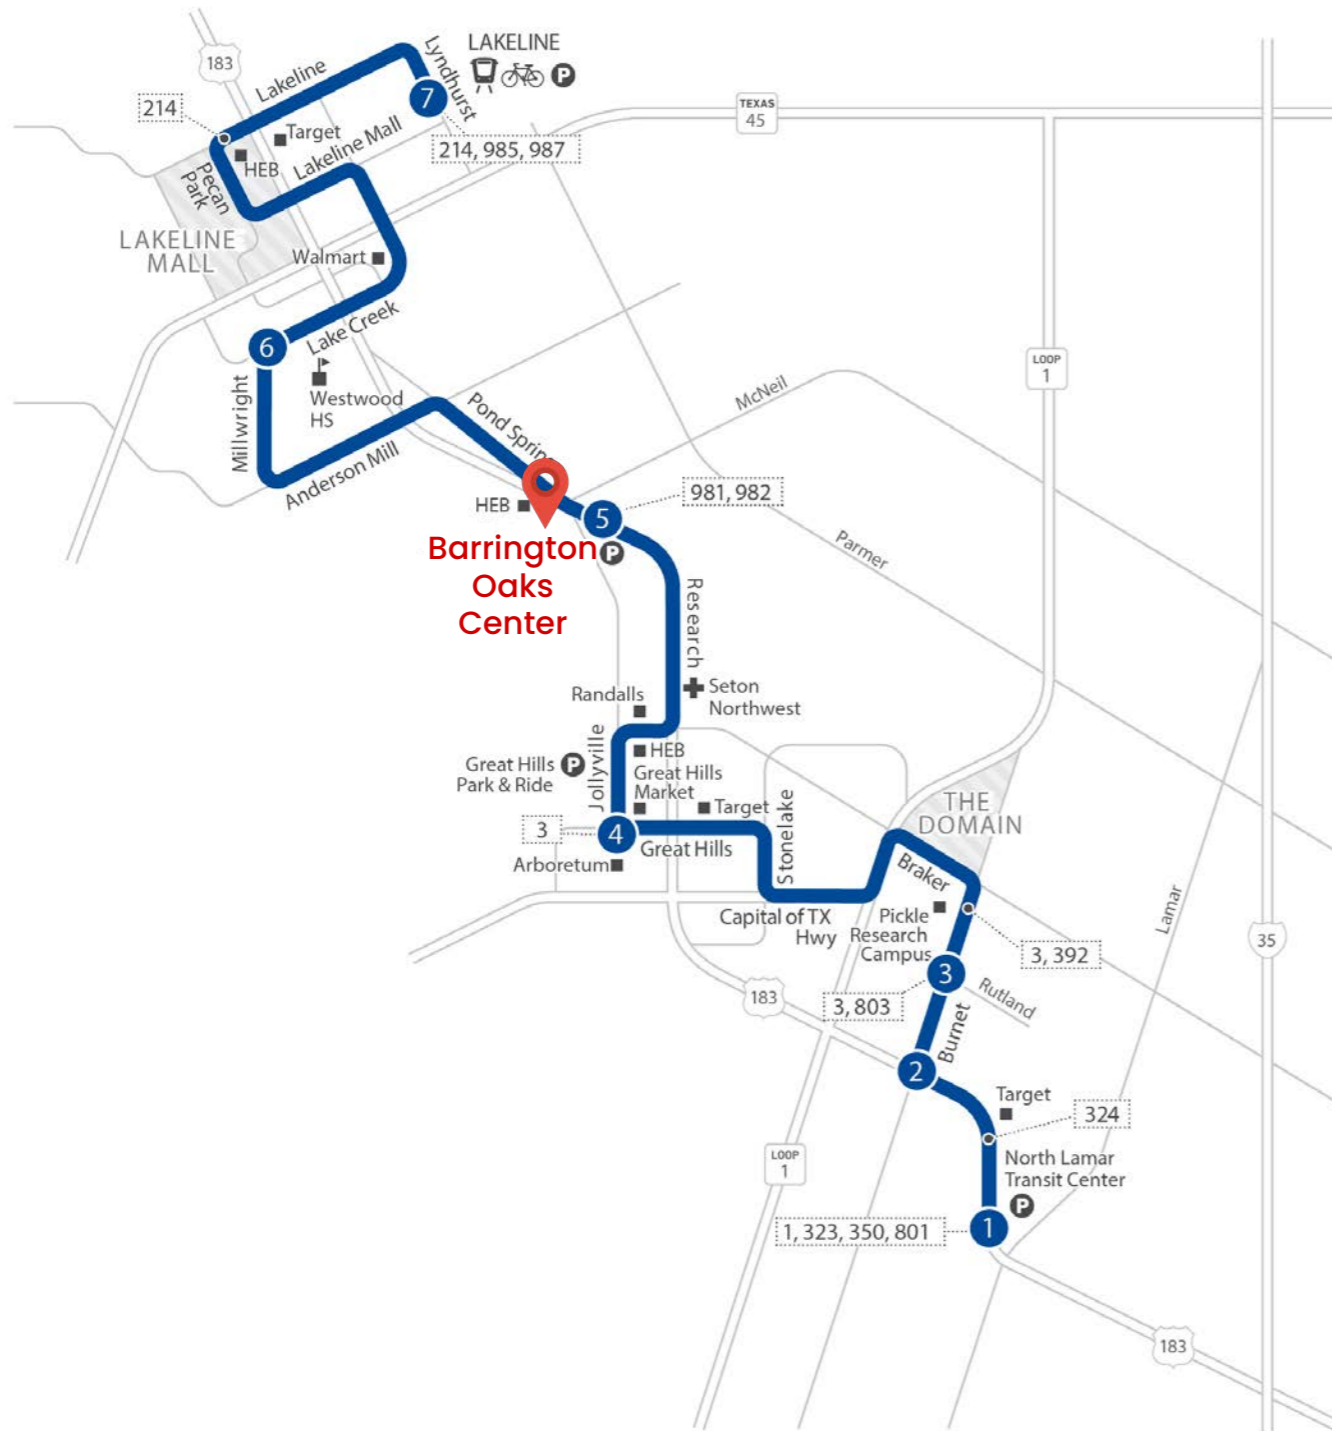 LAKELINE
183
Lakeline
Lyndhurst
P
7
TEXAS
45
214
Target
214, 985, 987
HEB
Lakeline Mall
Pecan
Park
LAKELINE
MALL
Walmart
Lake Creek
6
Westwood
HS
Millwright
Anderson Mill
Pond Spring
McNeil
LOOP
1
HEB
981, 982
5
P
Barrington
Oaks
Center
Parmer
Research
Seton
Northwest
Randalls
Jollyville
HEB
Great Hills
Park & Ride
P
Great Hills
Market
Target
Stonelake
THE
DOMAIN
3
4
Great Hills
Arboretum
Braker
Capital of TX
Hwy
Pickle
Research
Campus
Lamar
35
3, 392
3
Rutland
183
3, 803
Burnet
2
Target
324
LOOP
1
North Lamar
Transit Center
P
1, 323, 350, 801
1
183